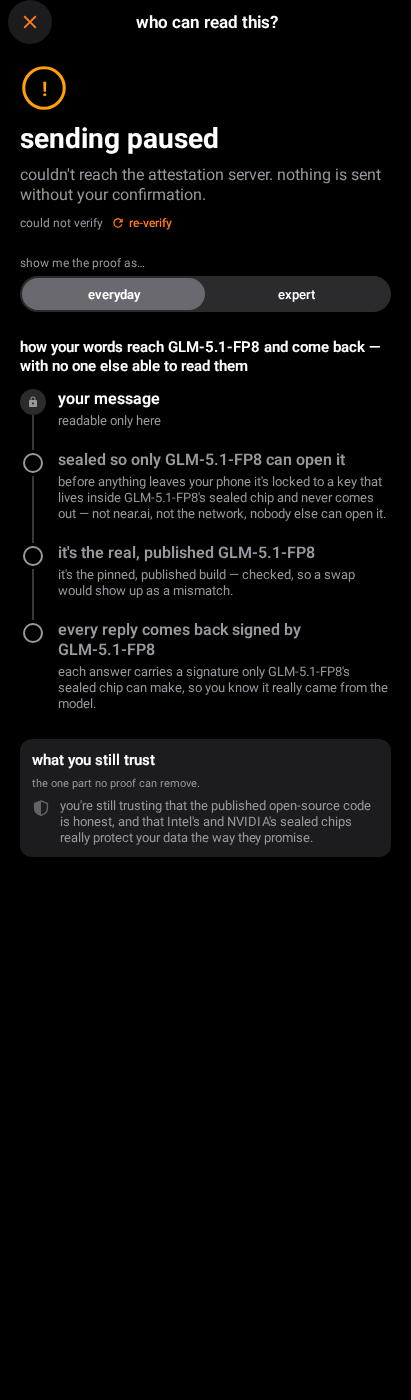 who can read this?
!
sending paused
couldn't reach the attestation server. nothing is sent
without your confirmation.
could not verify re-verify
show me the proof as…
everyday expert
how your words reach GLM-5.1-FP8 and come back —
with no one else able to read them
your message
readable only here
sealed so only GLM-5.1-FP8 can open it
before anything leaves your phone it's locked to a key that
lives inside GLM-5.1-FP8's sealed chip and never comes
out — not near.ai, not the network, nobody else can open it.
it's the real, published GLM-5.1-FP8
it's the pinned, published build — checked, so a swap
would show up as a mismatch.
every reply comes back signed by
GLM-5.1-FP8
each answer carries a signature only GLM-5.1-FP8's
sealed chip can make, so you know it really came from the
model.
what you still trust
the one part no proof can remove.
you're still trusting that the published open-source code
is honest, and that Intel's and NVIDIA's sealed chips
really protect your data the way they promise.